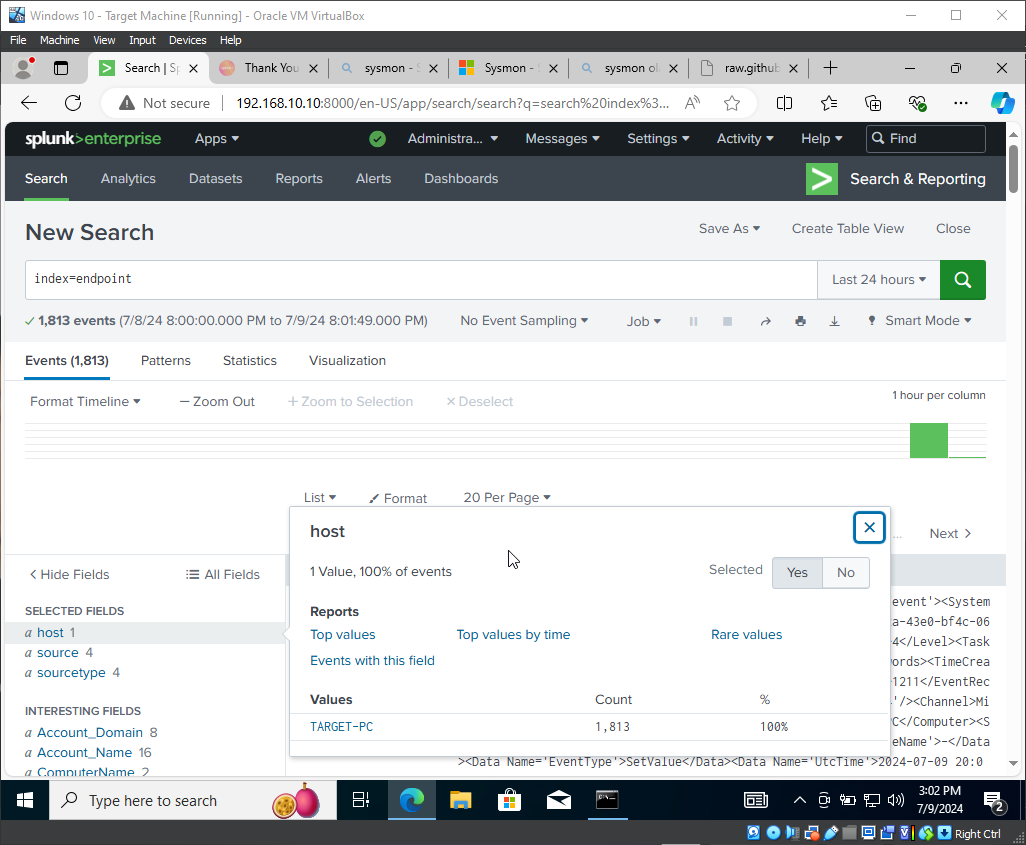 Windows 10 - Target Machine [Running] - Oracle VM VirtualBox
File Machine View Input Devices Help
Search | Sp
Thank You
sysmon - S
Sysmon - S
sysmon ol
raw.github
Not secure
192.168.10.10:8000/en-US/app/search/search?q=search%20index%3...
splunk>enterprise Apps Administra... Messages Settings Activity Help Find
Search Analytics Datasets Reports Alerts Dashboards Search & Reporting
New Search Save As Create Table View Close
index=endpoint Last 24 hours
✓ 1,813 events (7/8/24 8:00:00.000 PM to 7/9/24 8:01:49.000 PM) No Event Sampling Job Smart Mode
Events (1,813) Patterns Statistics Visualization
Format Timeline — Zoom Out + Zoom to Selection × Deselect 1 hour per column
List Format 20 Per Page
... Next >
< Hide Fields All Fields
SELECTED FIELDS
a host 1
a source 4
a sourcetype 4
INTERESTING FIELDS
a Account_Domain 8
a Account_Name 16
a ComputerName 2
host
1 Value, 100% of events Selected Yes No
Reports
Top values Top values by time Rare values
Events with this field
Values Count %
TARGET-PC 1,813 100%
event'><System
a-43e0-bf4c-06
4</Level><Task
ords><TimeCrea
1211</EventRec
'/><Channel>Mi
C</Computer><S
eName'>-</Data
><Data Name='EventType'>SetValue</Data><Data Name='UtcTime'>2024-07-09 20:0
Type here to search
3:02 PM
7/9/2024
2
Right Ctrl